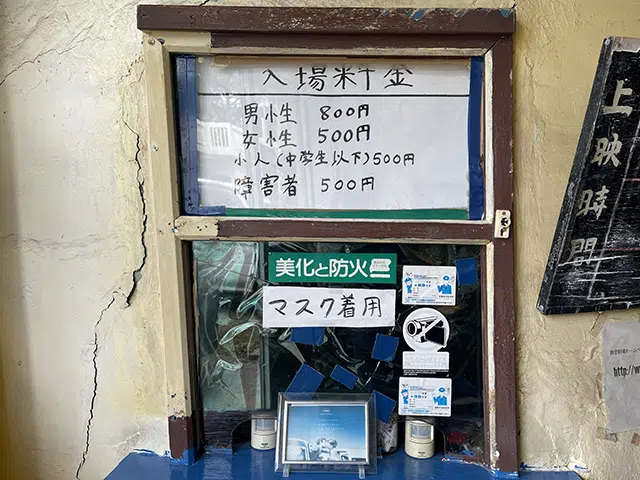 入場料金
男性 800円
女性 500円
小人(中学生以下)500円
障害者 500円
美化と防火
マスク着用
上映時間
http://w